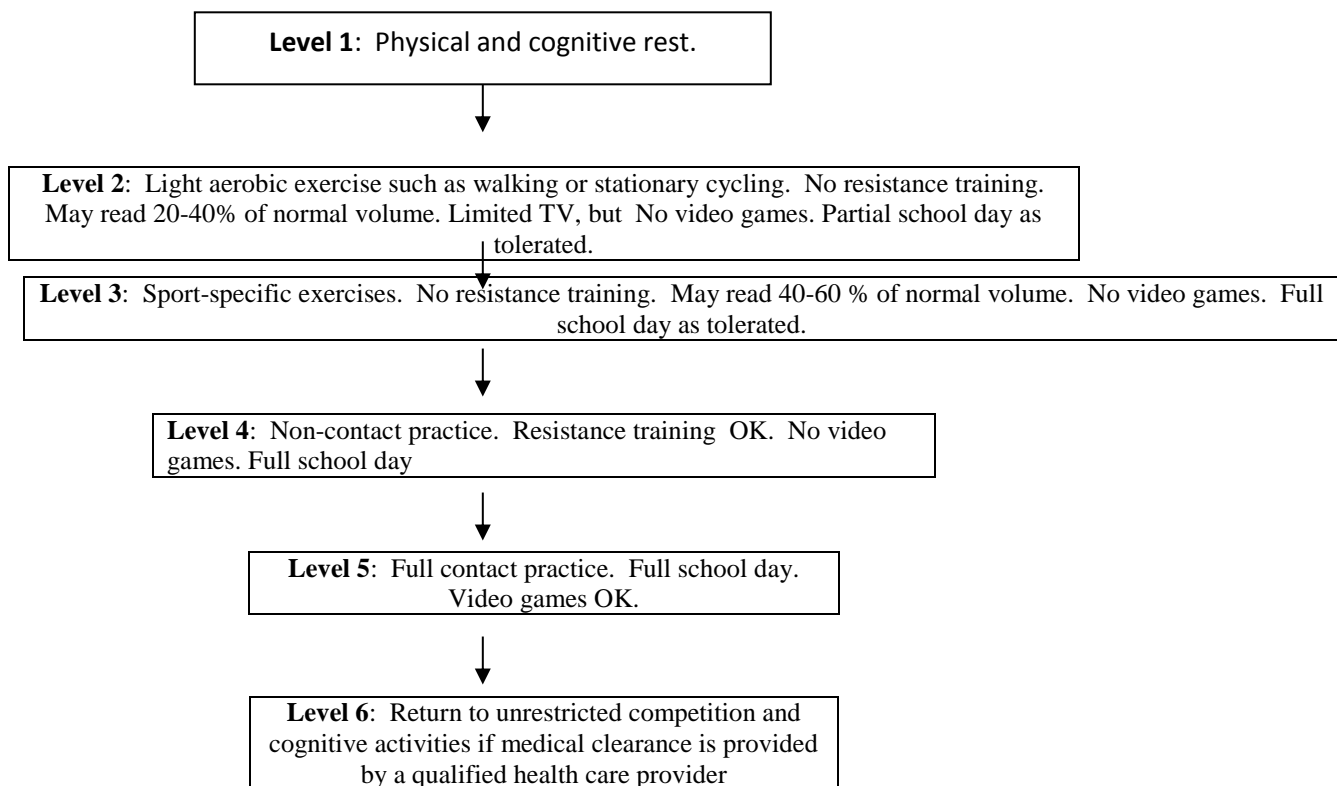 Level 1:  Physical and cognitive rest.
Level 2:  Light aerobic exercise such as walking or stationary cycling.  No resistance training.
May read 20-40% of normal volume. Limited TV, but  No video games. Partial school day as
tolerated.
Level 3:  Sport-specific exercises.  No resistance training.  May read 40-60 % of normal volume.  No video games.  Full
school day as tolerated.
Level 4:  Non-contact practice.  Resistance training  OK.  No video
games. Full school day
Level 5:  Full contact practice.  Full school day.
Video games OK.
Level 6:  Return to unrestricted competition and
cognitive activities if medical clearance is provided
by a qualified health care provider